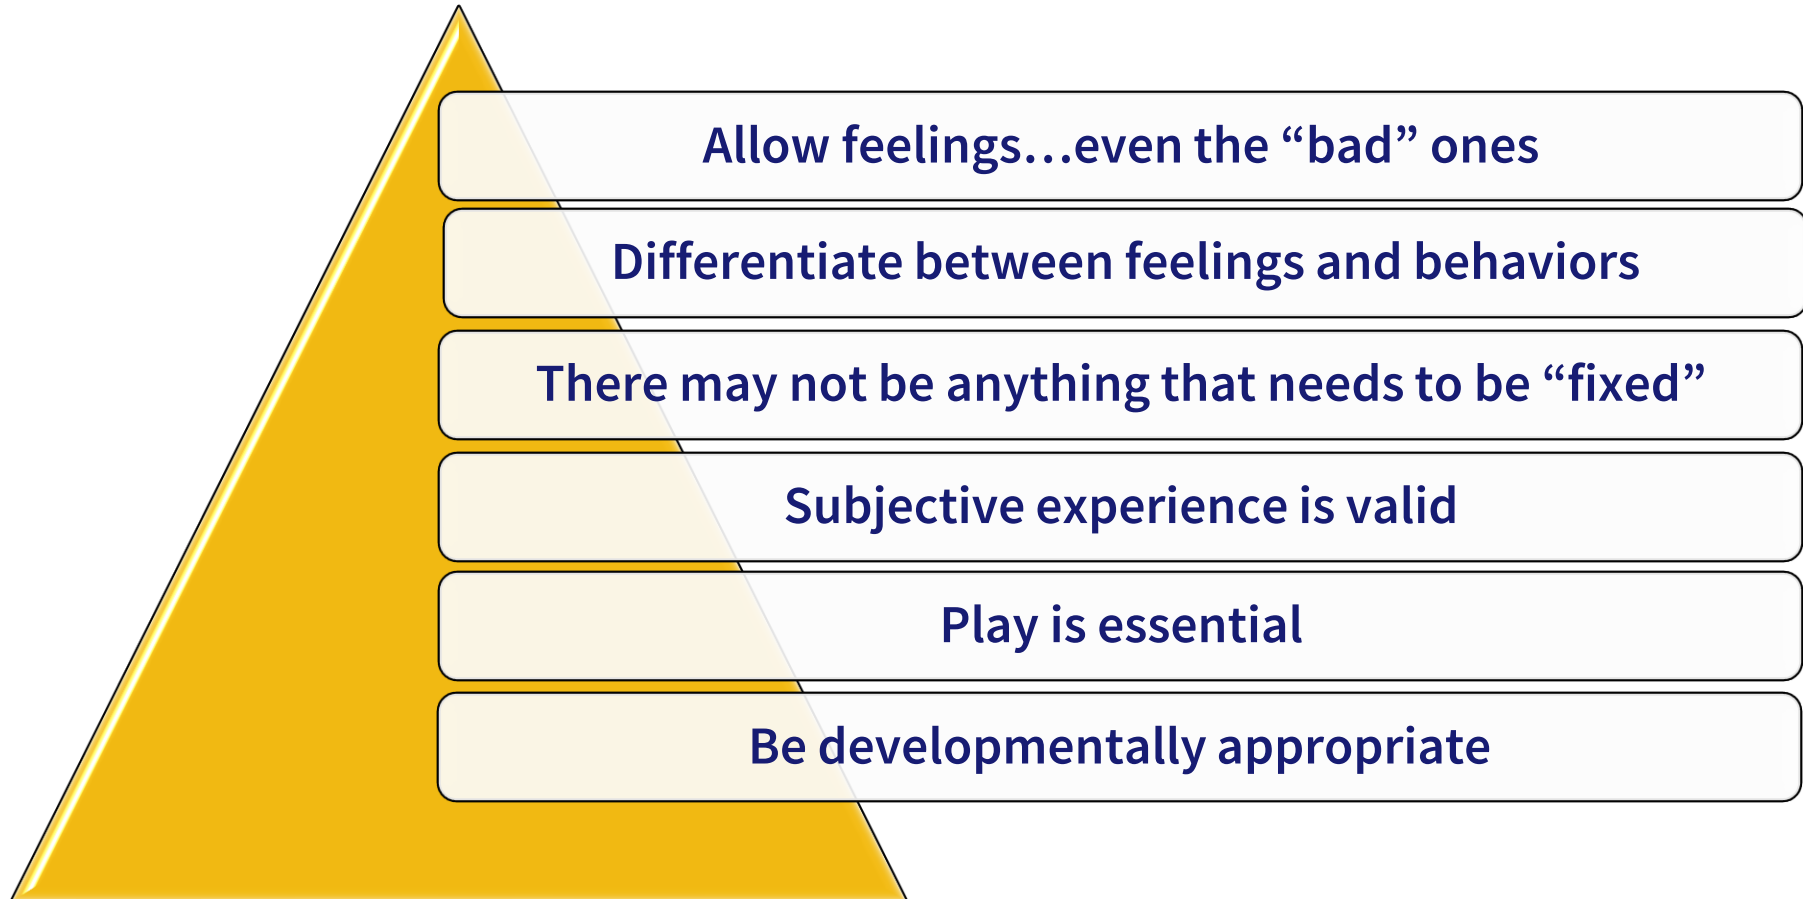 Allow feelings…even the “bad” ones
Differentiate between feelings and behaviors
There may not be anything that needs to be “fixed”
Subjective experience is valid
Play is essential
Be developmentally appropriate